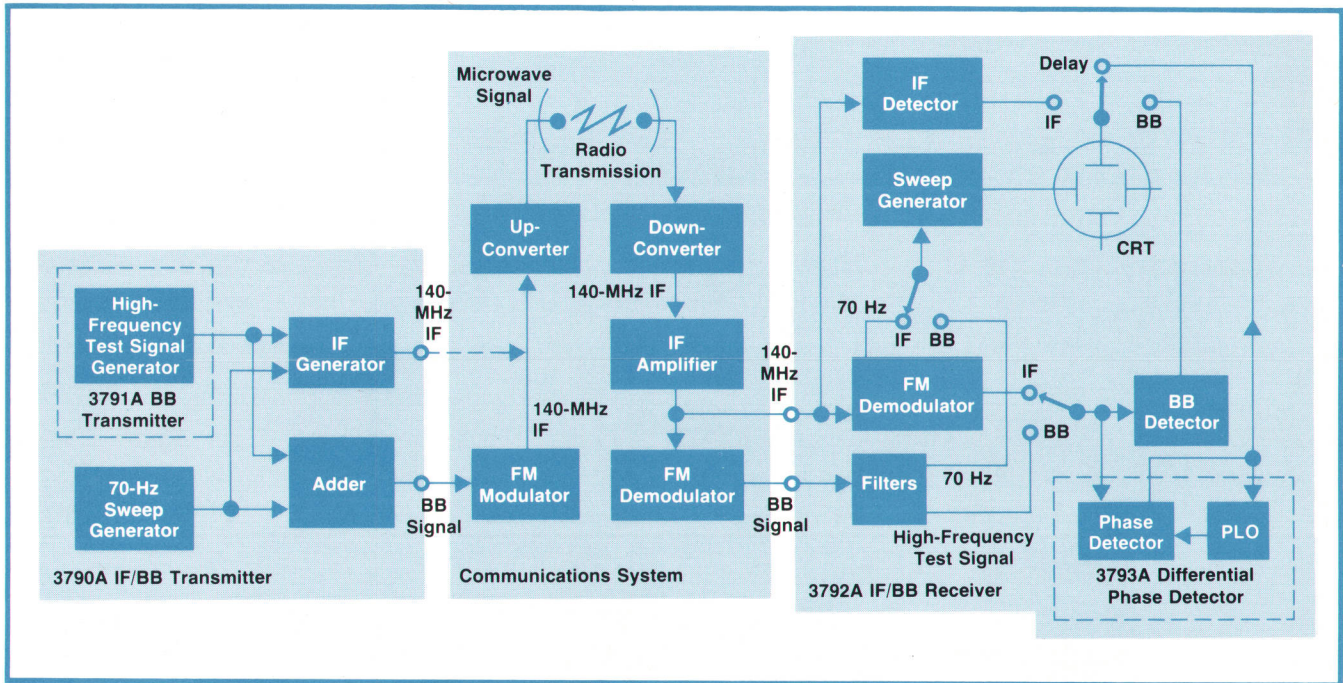 High-
Frequency
Test Signal
Generator
3791A BB
Transmitter
70-Hz
Sweep
Generator
IF
Generator
Adder
3790A IF/BB Transmitter
140-
MHz
IF
BB
Signal
Microwave
Signal
Radio
Transmission
Up-
Converter
Down-
Converter
140-MHz IF
IF
Amplifier
140-MHz
IF
FM
Modulator
FM
Demodulator
Communications System
140-
MHz
IF
BB
Signal
IF
Detector
Delay
IF
BB
Sweep
Generator
CRT
70 Hz
IF
BB
FM
Demodulator
IF
BB
BB
Detector
Filters
70 Hz
High-Frequency
Test Signal
Phase
Detector
PLO
3793A Differential
Phase Detector
3792A IF/BB Receiver